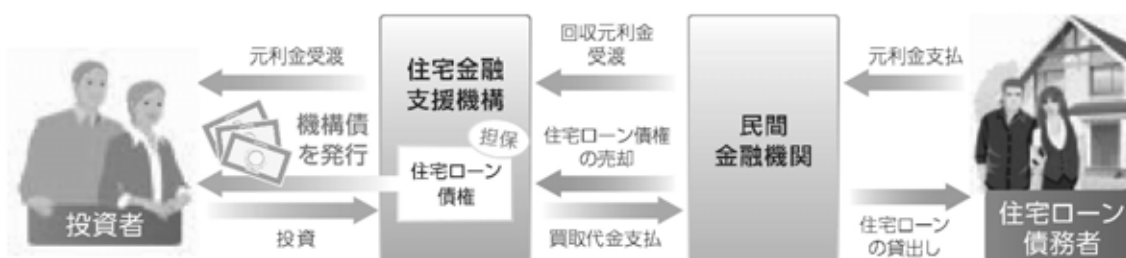 元利金受渡
機構債
を発行
投資者
投資
住宅金融
支援機構
担保
住宅ローン
債権
回収元利金
受渡
住宅ローン債権
の売却
買取代金支払
民間
金融機関
元利金支払
住宅ローン
の貸出し
住宅ローン
債務者